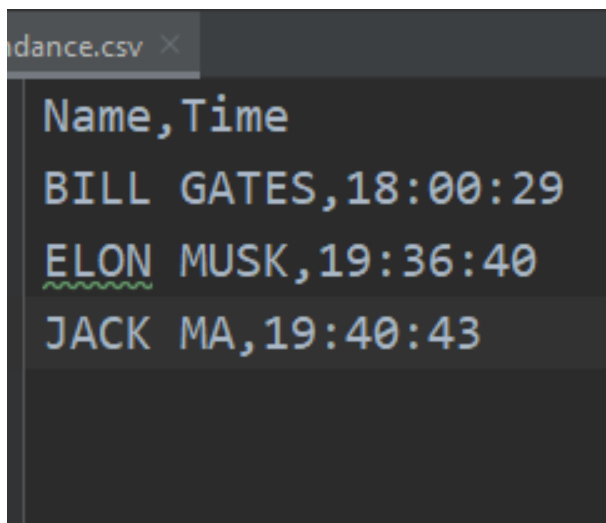 ndance.csv
Name,Time
BILL GATES,18:00:29
ELON MUSK,19:36:40
JACK MA,19:40:43